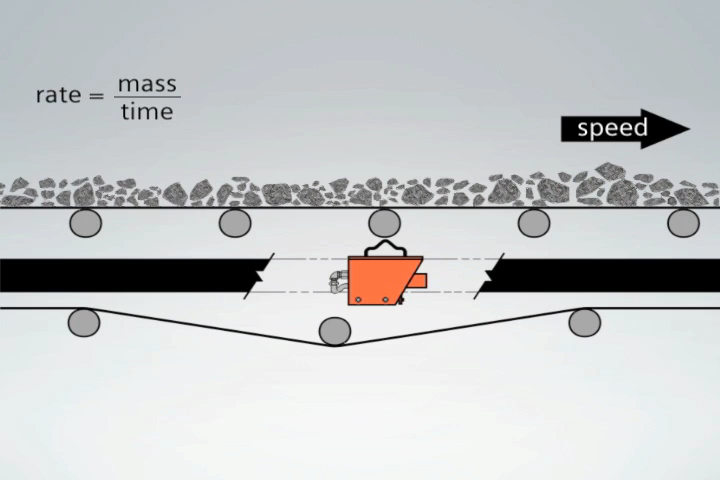 rate = mass
time
speed